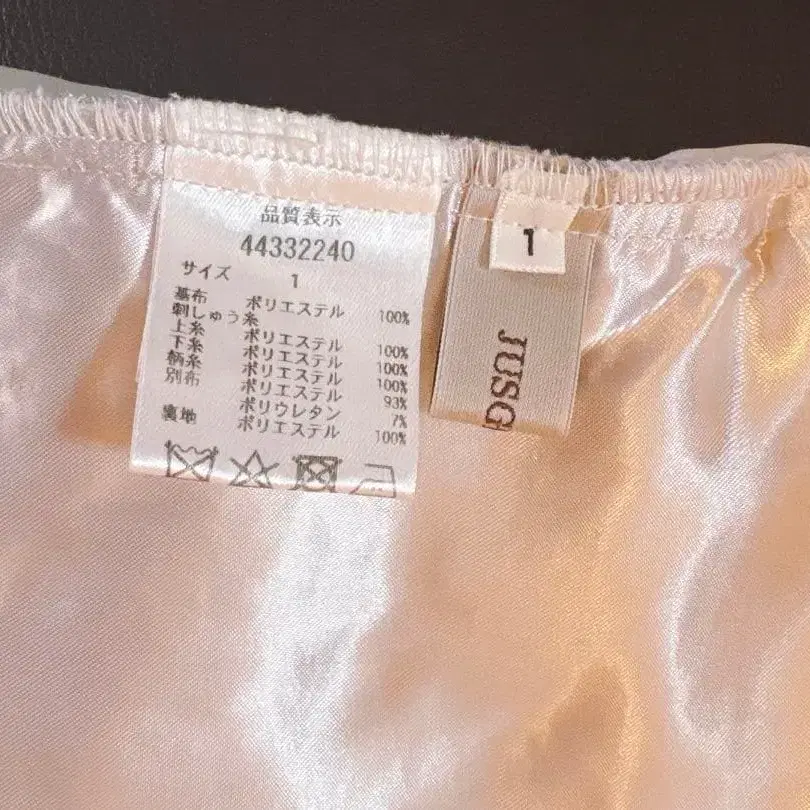 品質表示
44332240
サイズ 1
基布 ポリエステル 100%
刺しゅう糸
上糸 ポリエステル 100%
下糸 ポリエステル 100%
柄糸 ポリエステル 100%
別布 ポリエステル 93%
ポリウレタン 7%
裏地 ポリエステル 100%
1
JUSG